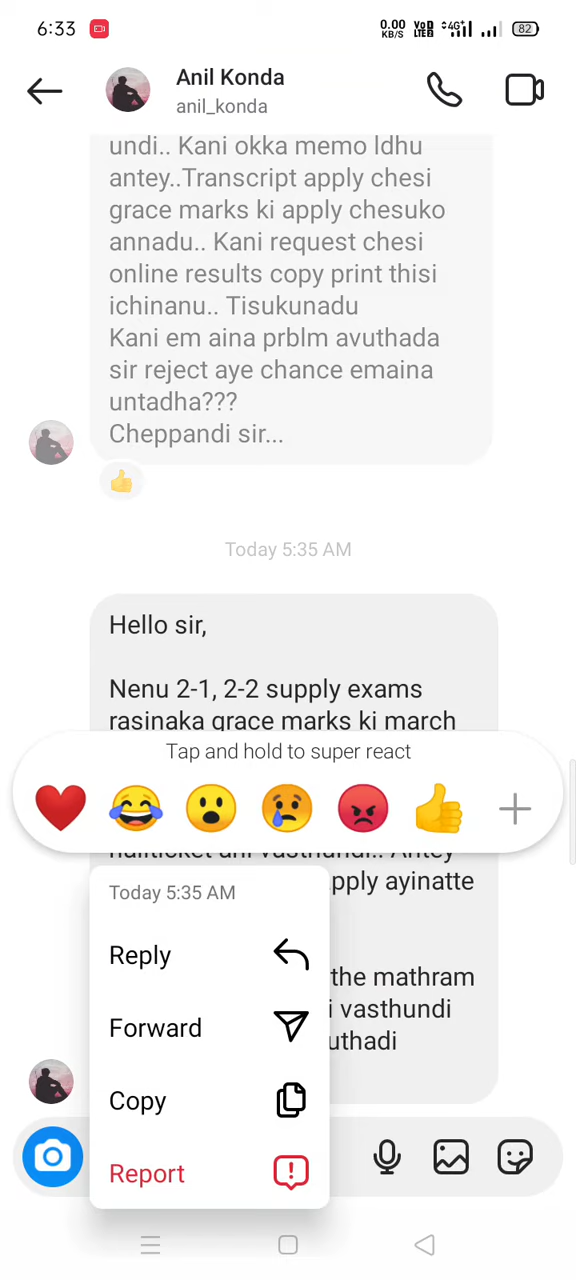 6:33
0.00 KB/S VoD LTE2 4G+ 82
Anil Konda
anil_konda
undi.. Kani okka memo ldhu
antey..Transcript apply chesi
grace marks ki apply chesuko
annadu.. Kani request chesi
online results copy print thisi
ichinanu.. Tisukunadu
Kani em aina prblm avuthada
sir reject aye chance emaina
untadha???
Cheppandi sir...
Today 5:35 AM
Hello sir,
Nenu 2-1, 2-2 supply exams
rasinaka grace marks ki march
Tap and hold to super react
hallticket ani vasthundi.. Antey
Today 5:35 AM
pply ayinatte
Reply
the mathram
Forward
i vasthundi
uthadi
Copy
Report